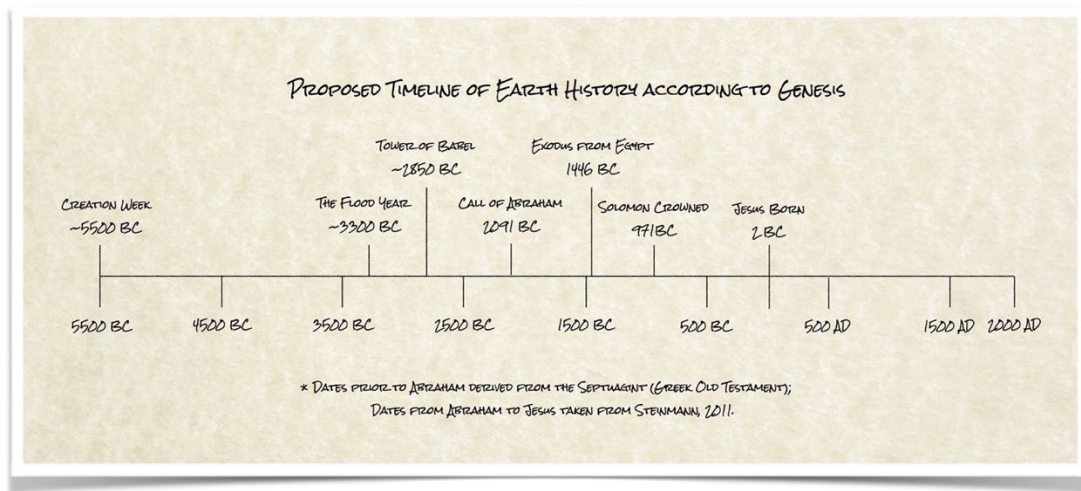 PROPOSED TIMELINE OF EARTH HISTORY ACCORDING TO GENESIS
TOWER OF BABEL
~2850 BC
EXODUS FROM EGYPT
1446 BC
CREATION WEEK
~5500 BC
THE FLOOD YEAR
~3300 BC
CALL OF ABRAHAM
2091 BC
SOLOMON CROWNED
971 BC
JESUS BORN
2 BC
5500 BC
4500 BC
3500 BC
2500 BC
1500 BC
500 BC
500 AD
1500 AD
2000 AD
* DATES PRIOR TO ABRAHAM DERIVED FROM THE SEPTUAGINT (GREEK OLD TESTAMENT);
DATES FROM ABRAHAM TO JESUS TAKEN FROM STEINMANN, 2011.